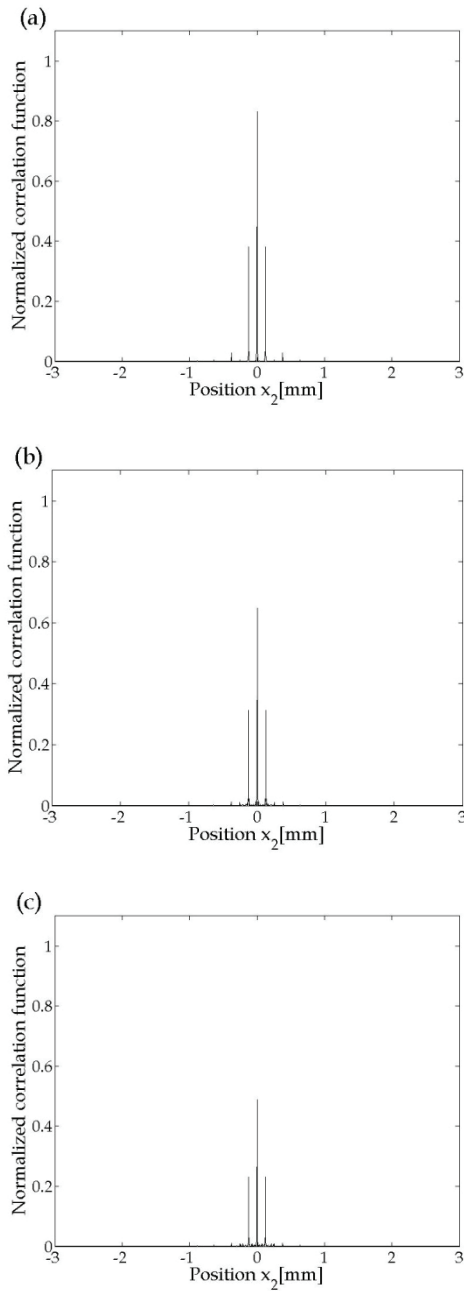 (a)
Normalized correlation function
1
0.8
0.6
0.4
0.2
0
-3 -2 -1 0 1 2 3
Position x2[mm]
(b)
Normalized correlation function
1
0.8
0.6
0.4
0.2
0
-3 -2 -1 0 1 2 3
Position x2[mm]
(c)
Normalized correlation function
1
0.8
0.6
0.4
0.2
0
-3 -2 -1 0 1 2 3
Position x2[mm]